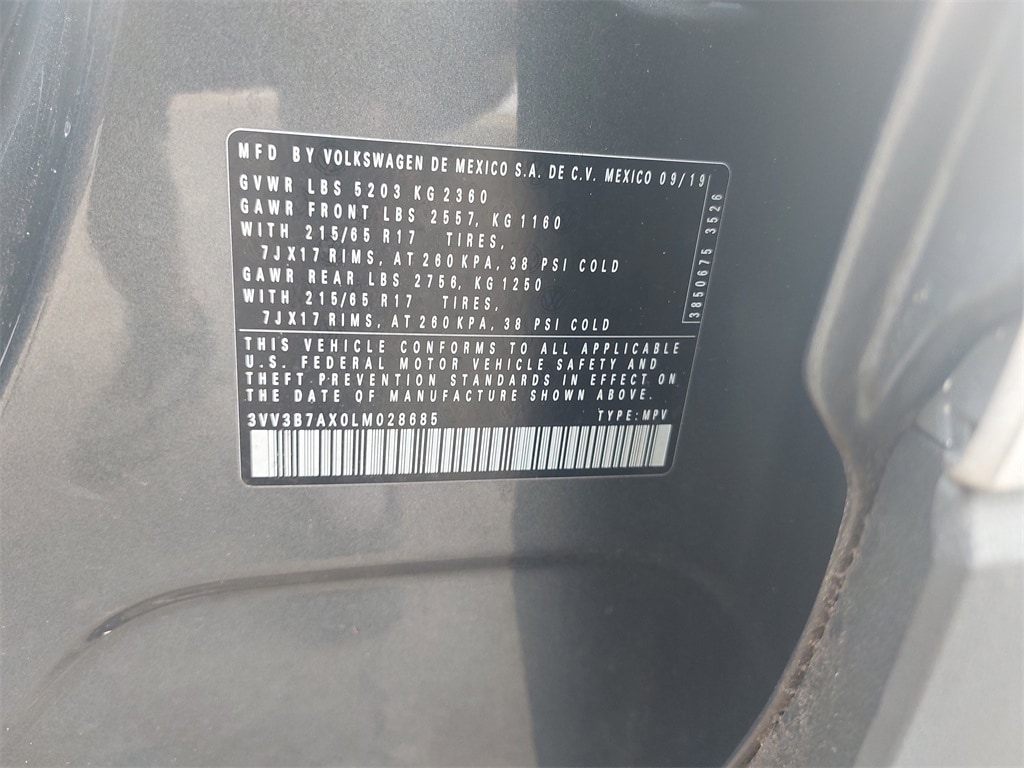 MFD BY VOLKSWAGEN DE MEXICO S.A. DE C.V. MEXICO 09/19
GVWR LBS 5203 KG 2360
GAWR FRONT LBS 2557, KG 1160
WITH 215/65 R17 TIRES,
7JX17 RIMS, AT 260 KPA, 38 PSI COLD
GAWR REAR LBS 2756, KG 1250
WITH 215/65 R17 TIRES,
7JX17 RIMS, AT 260 KPA, 38 PSI COLD
3850675 3526
THIS VEHICLE CONFORMS TO ALL APPLICABLE
U.S. FEDERAL MOTOR VEHICLE SAFETY AND
THEFT PREVENTION STANDARDS IN EFFECT ON
THE DATE OF MANUFACTURE SHOWN ABOVE.
3VV3B7AX0LM028685 TYPE: MPV